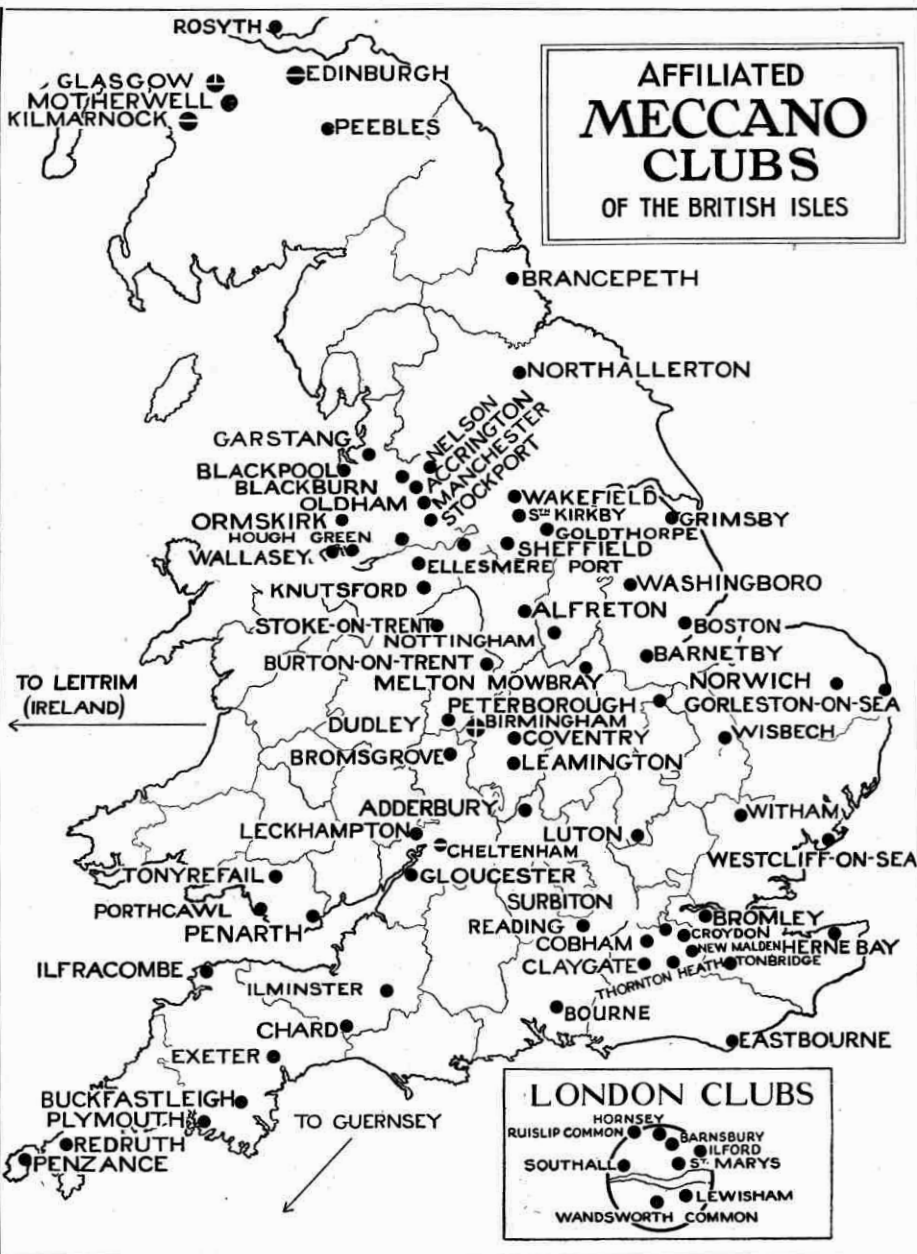 AFFILIATED
MECCANO
CLUBS
OF THE BRITISH ISLES
ROSYTH
GLASGOW
EDINBURGH
MOTHERWELL
KILMARNOCK
PEEBLES
BRANCEPETH
NORTHALLERTON
NELSON
ACCRINGTON
MANCHESTER
STOCKPORT
GARSTANG
BLACKPOOL
BLACKBURN
OLDHAM
ORMSKIRK
HOUGH GREEN
WALLASEY
WAKEFIELD
STH KIRKBY
GRIMSBY
GOLDTHORPE
SHEFFIELD
ELLESMERE PORT
KNUTSFORD
WASHINGBORO
ALFRETON
STOKE-ON-TRENT
NOTTINGHAM
BOSTON
BURTON-ON-TRENT
BARNETBY
MELTON MOWBRAY
NORWICH
TO LEITRIM
(IRELAND)
PETERBOROUGH
GORLESTON-ON-SEA
DUDLEY
BIRMINGHAM
COVENTRY
WISBECH
BROMSGROVE
LEAMINGTON
ADDERBURY
WITHAM
LECKHAMPTON
LUTON
CHELTENHAM
WESTCLIFF-ON-SEA
TONYREFAIL
GLOUCESTER
SURBITON
PORTHCAWL
PENARTH
READING
BROMLEY
CROYDON
COBHAM
NEW MALDEN
HERNE BAY
CLAYGATE
THORNTON HEATH
TONBRIDGE
ILFRACOMBE
ILMINSTER
BOURNE
CHARD
EXETER
EASTBOURNE
BUCKFASTLEIGH
PLYMOUTH
TO GUERNSEY
REDRUTH
PENZANCE
LONDON CLUBS
HORNSEY
RUISLIP COMMON
BARNSBURY
ILFORD
SOUTHALL
ST. MARYS
LEWISHAM
WANDSWORTH COMMON